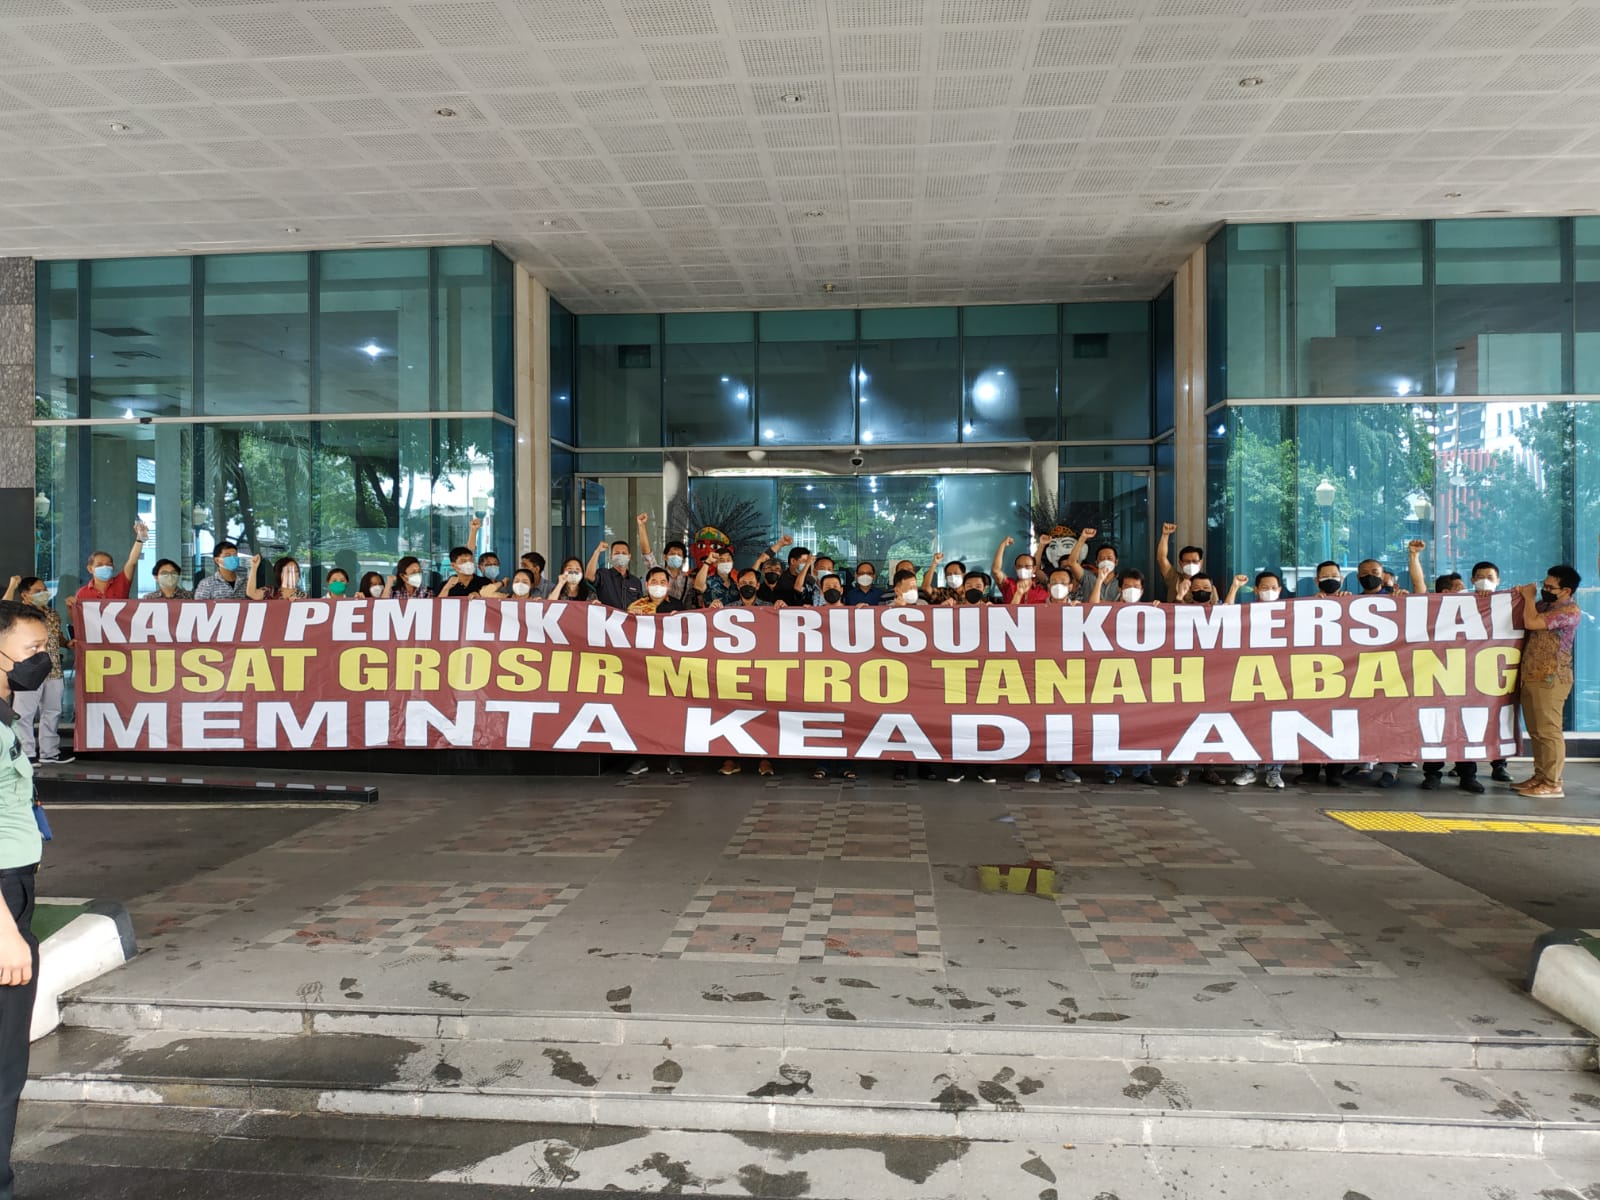 KAMI PEMILIK KIOS RUSUN KOMERSIAL
PUSAT GROSIR METRO TANAH ABANG
MEMINTA KEADILAN !!!